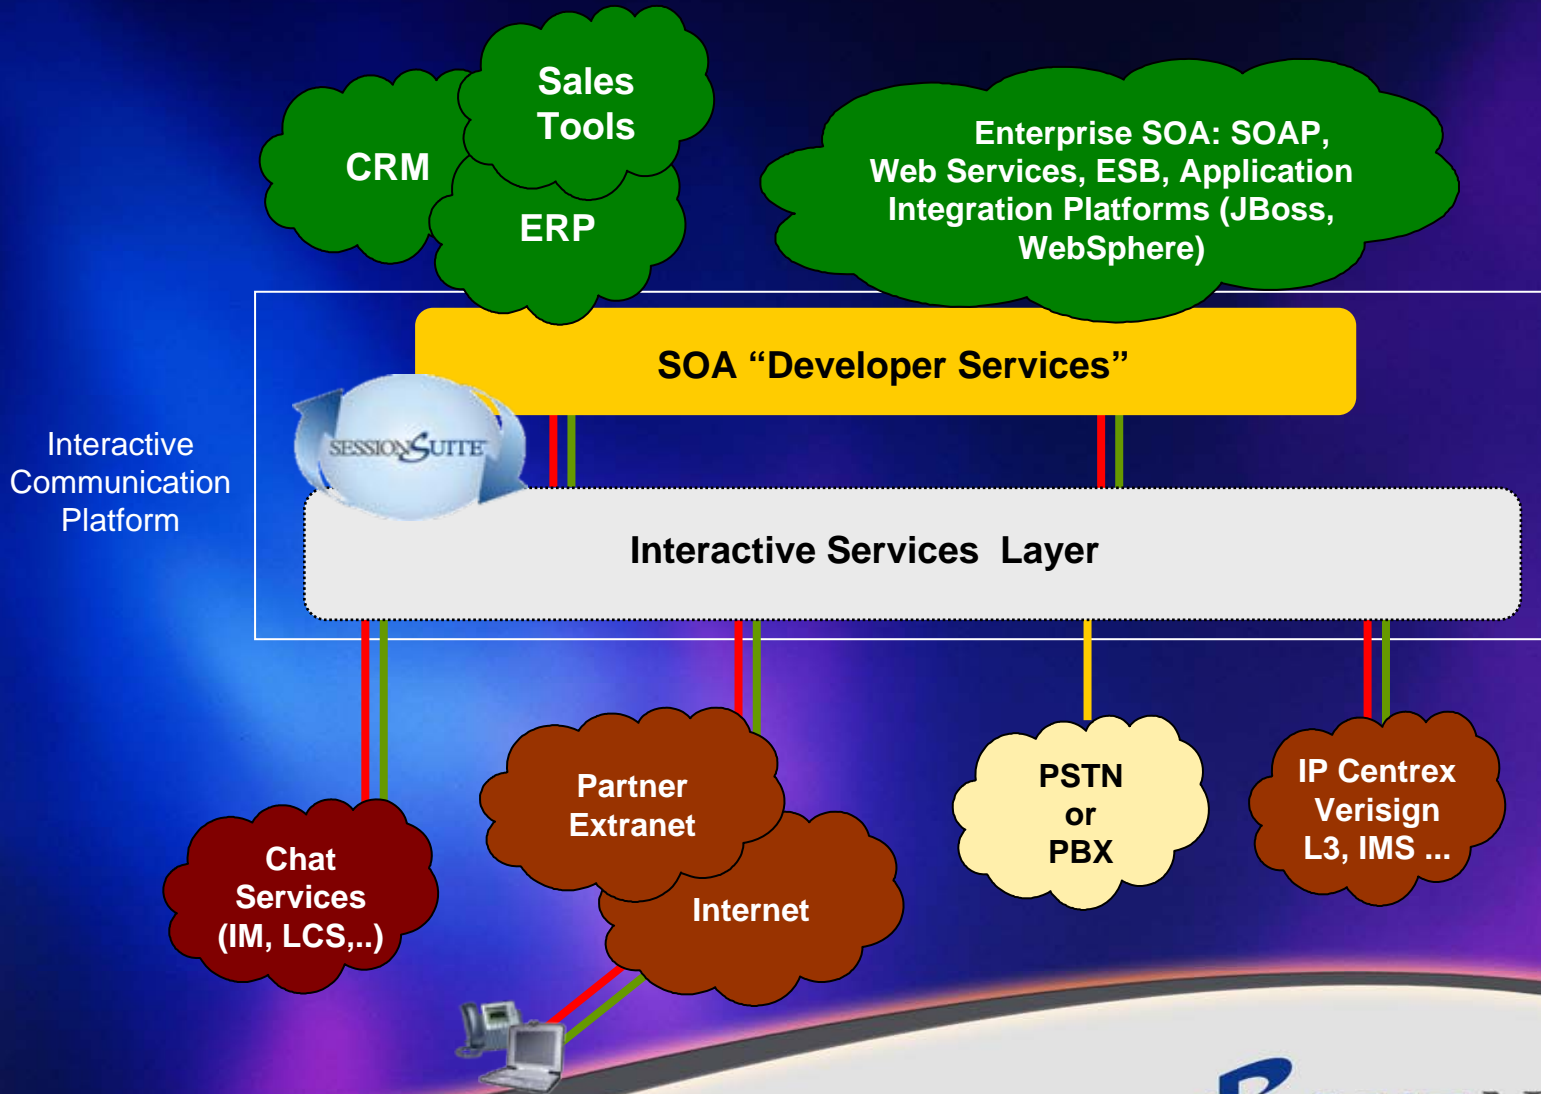 Sales
Tools
CRM
ERP
Enterprise SOA: SOAP,
Web Services, ESB, Application
Integration Platforms (JBoss,
WebSphere)
SOA “Developer Services”
SESSIONSUITE
Interactive
Communication
Platform
Interactive Services Layer
Partner
Extranet
PSTN
or
PBX
IP Centrex
Verisign
L3, IMS ...
Chat
Services
(IM, LCS,..)
Internet